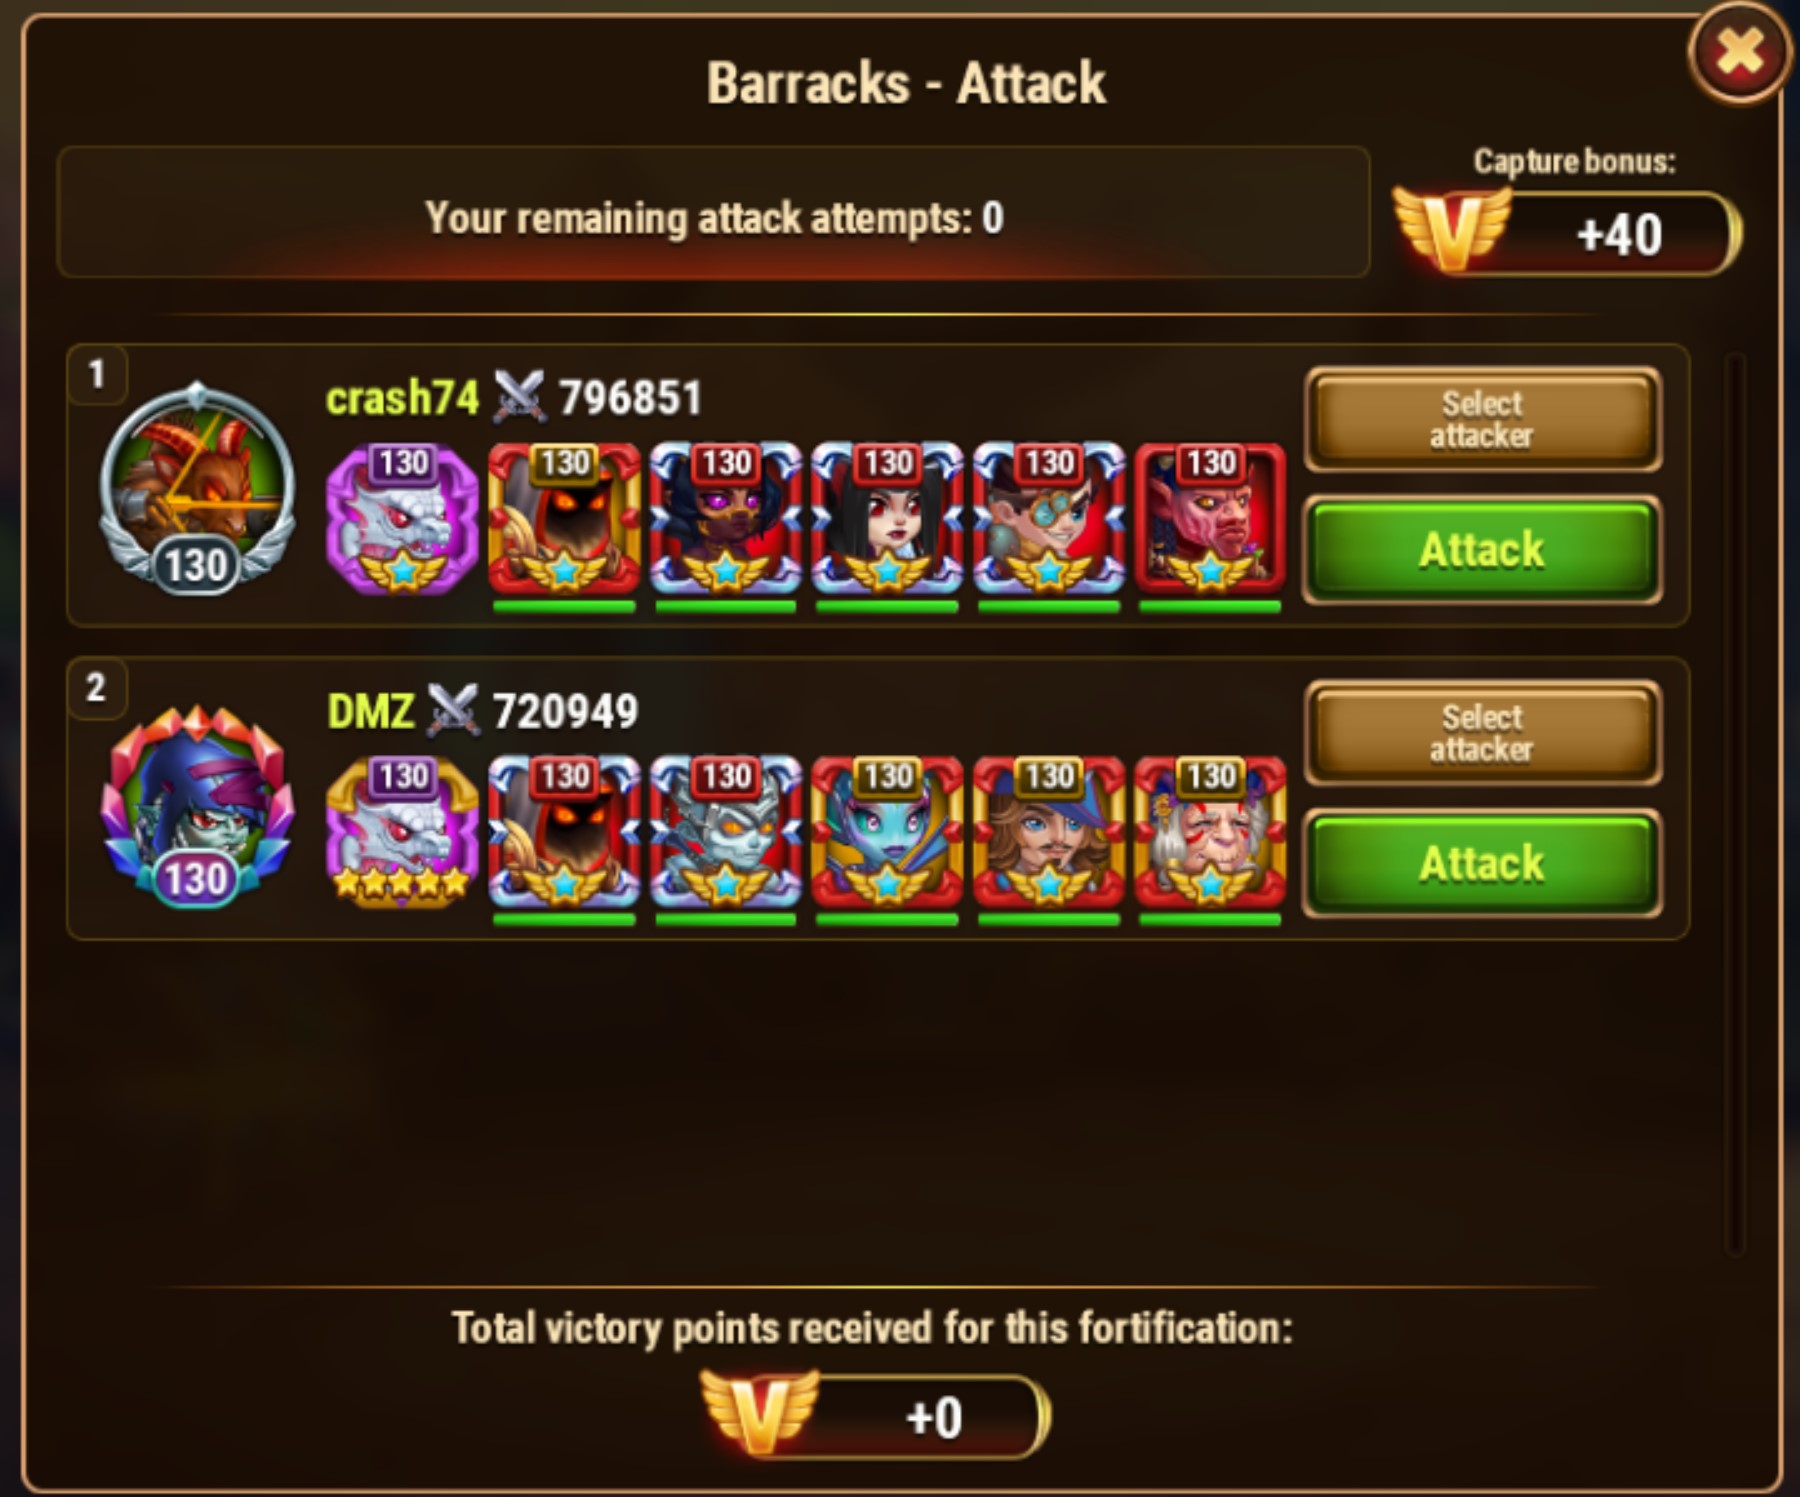 Barracks - Attack
Capture bonus:
Your remaining attack attempts: 0
V +40
1
crash74 796851
130 130 130 130 130 130 130
Select
attacker
Attack
2
DMZ 720949
130 130 130 130 130 130 130
Select
attacker
Attack
Total victory points received for this fortification:
V +0